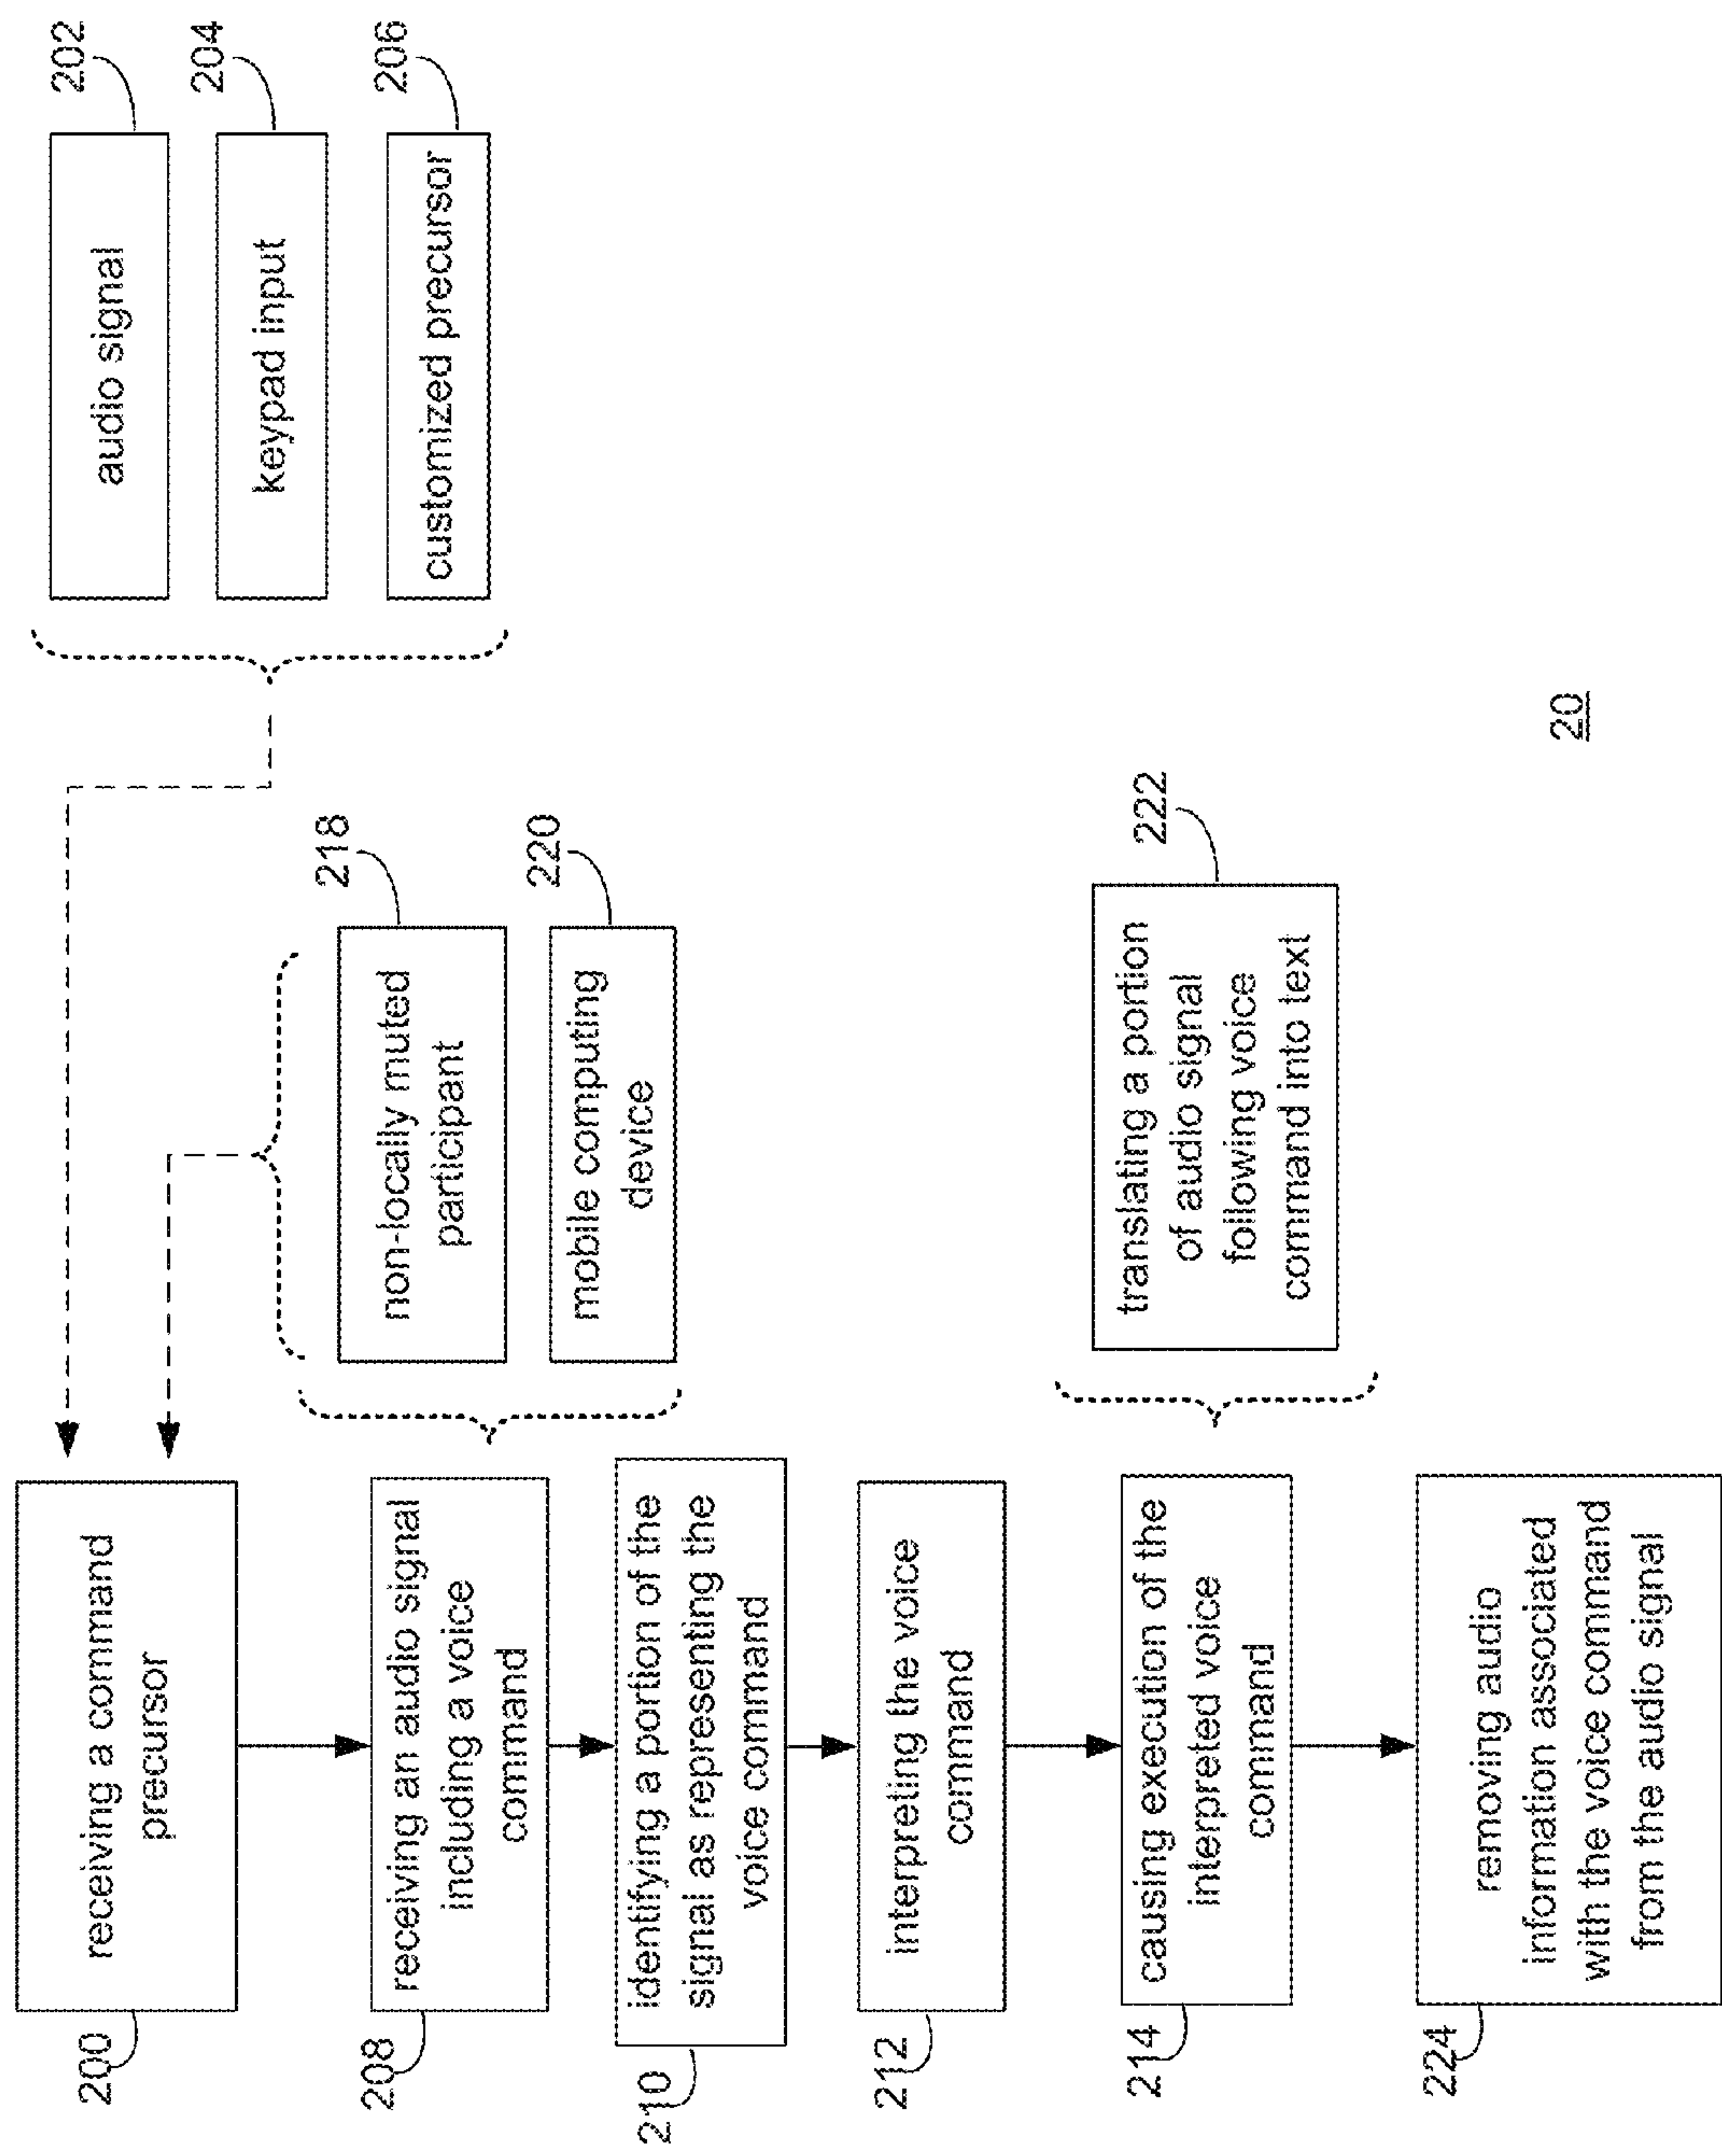 200
receiving a command
precursor
202
audio signal
204
keypad input
206
customized precursor
208
receiving an audio signal
including a voice
command
218
non-locally muted
participant
220
mobile computing
device
210
identifying a portion of the
signal as representing the
voice command
212
interpreting the voice
command
214
causing execution of the
interpreted voice
command
222
translating a portion
of audio signal
following voice
command into text
224
removing audio
information associated
with the voice command
from the audio signal
20